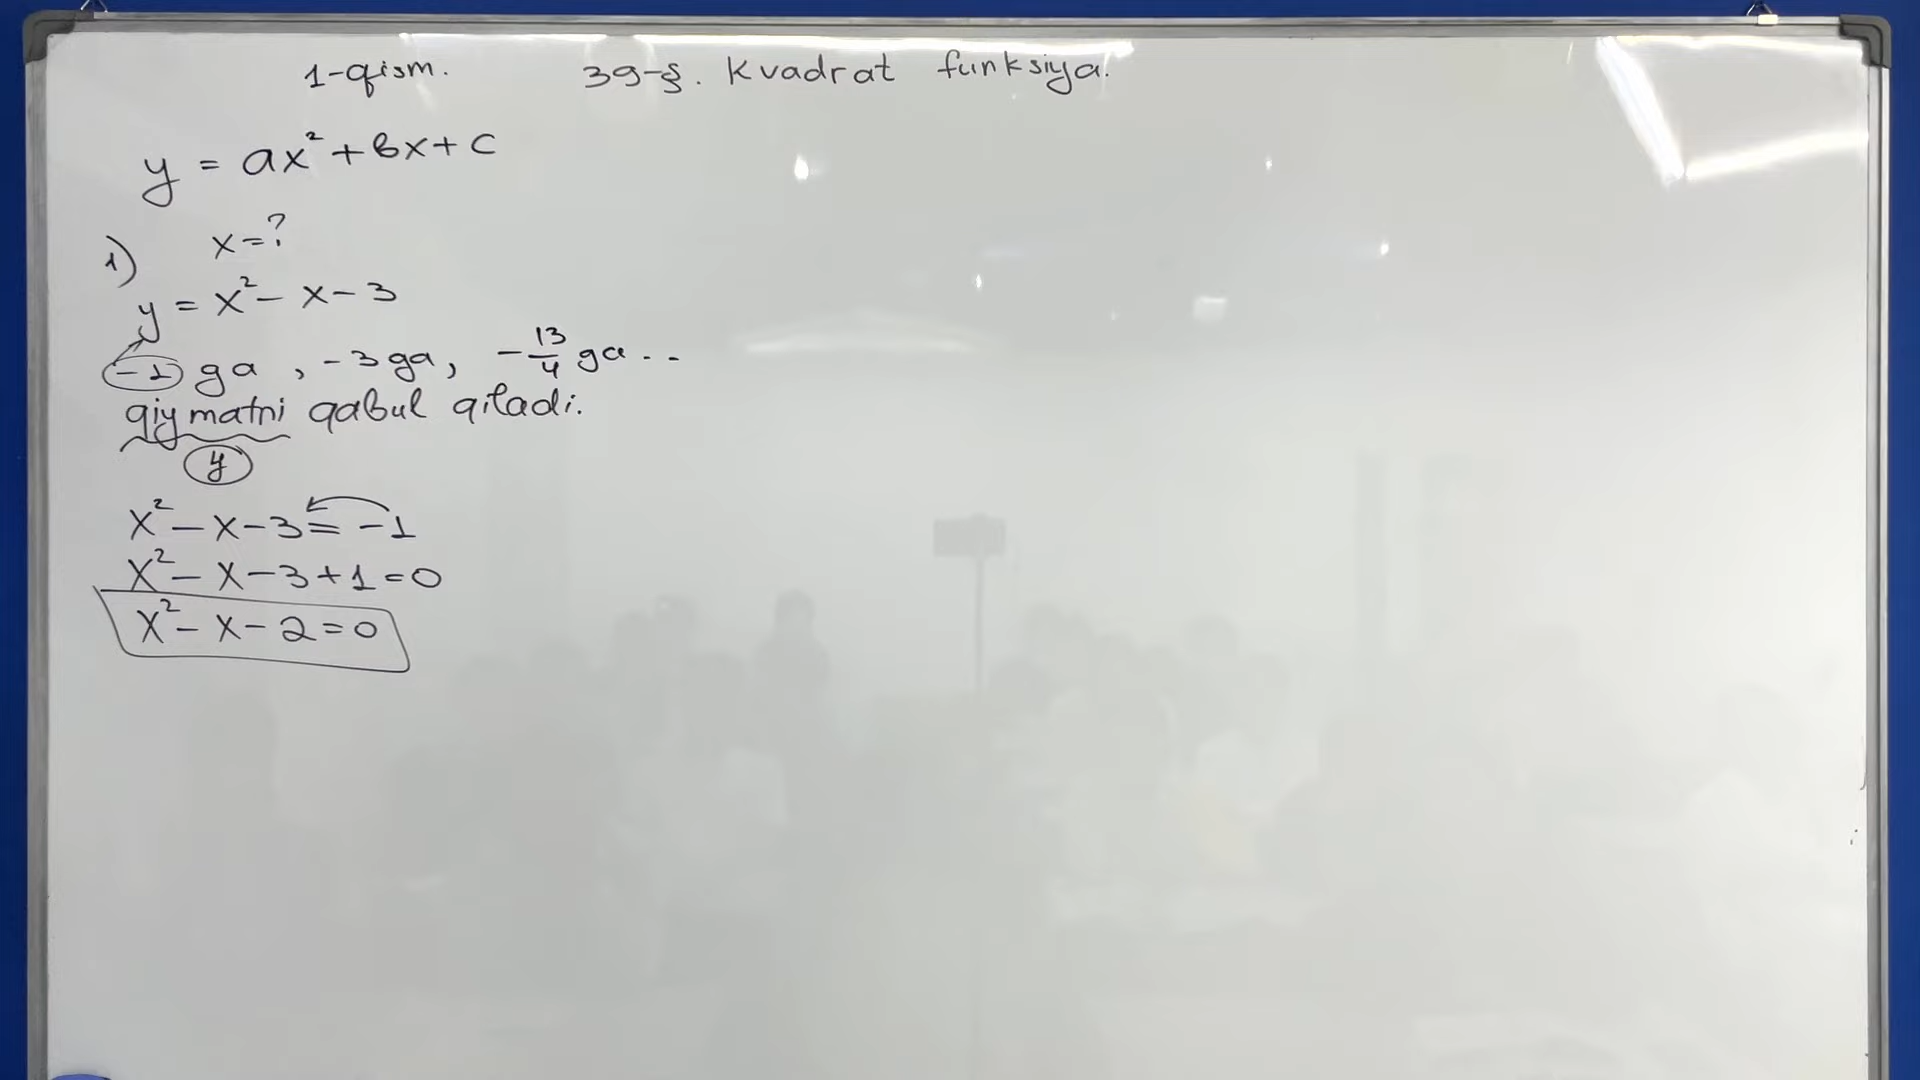 1-qism. 39-§. Kvadrat funksiya.
y = ax² + bx + c
x = ?
1)
y = x² - x - 3
-1 ga, -3 ga, -13/4 ga ..
qiymatni qabul qiladi.
y
x² - x - 3 = -1
x² - x - 3 + 1 = 0
x² - x - 2 = 0